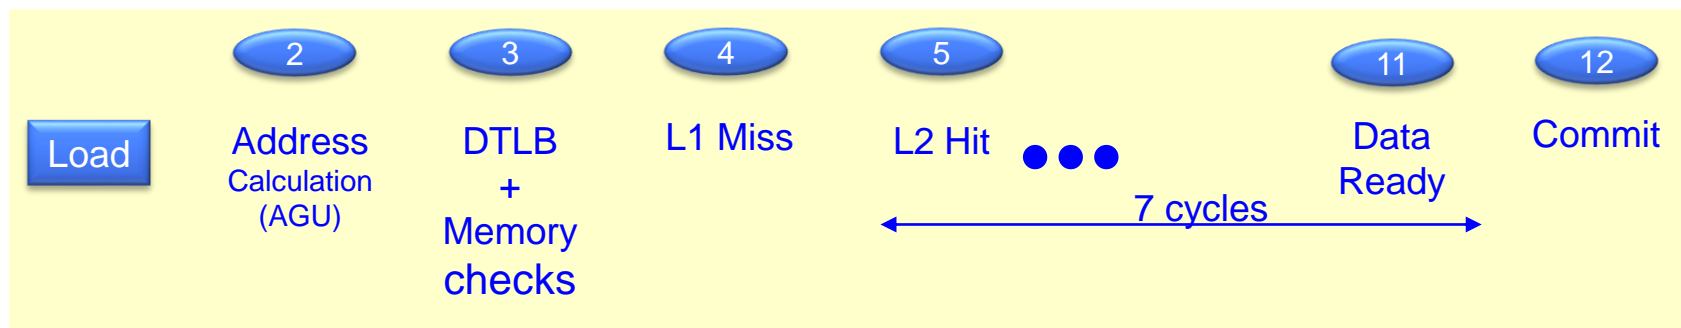 2
3
4
5
11
12
Load
Address
Calculation
(AGU)
DTLB
+
Memory
checks
L1 Miss
L2 Hit
7 cycles
Data
Ready
Commit